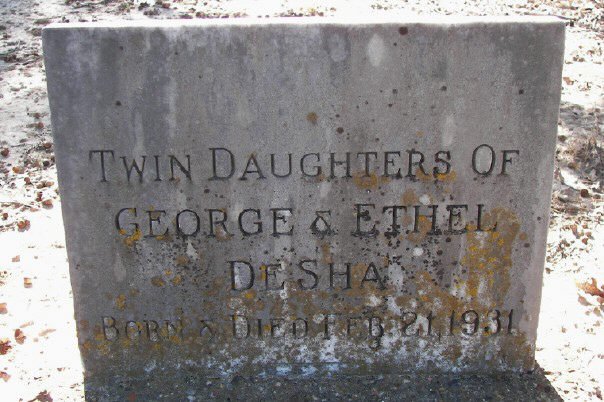 TWIN DAUGHTERS OF
GEORGE & ETHEL
DESHA
BORN & DIED FEB 21, 1931